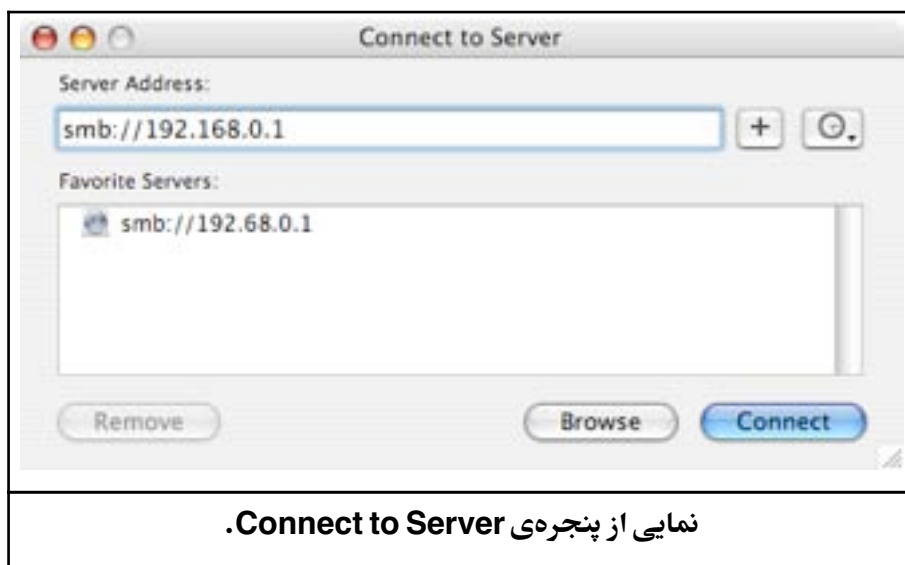 Connect to Server
Server Address:
smb://192.168.0.1
Favorite Servers:
smb://192.68.0.1
Remove
Browse
Connect
نمایی از پنجره‌ی Connect to Server.